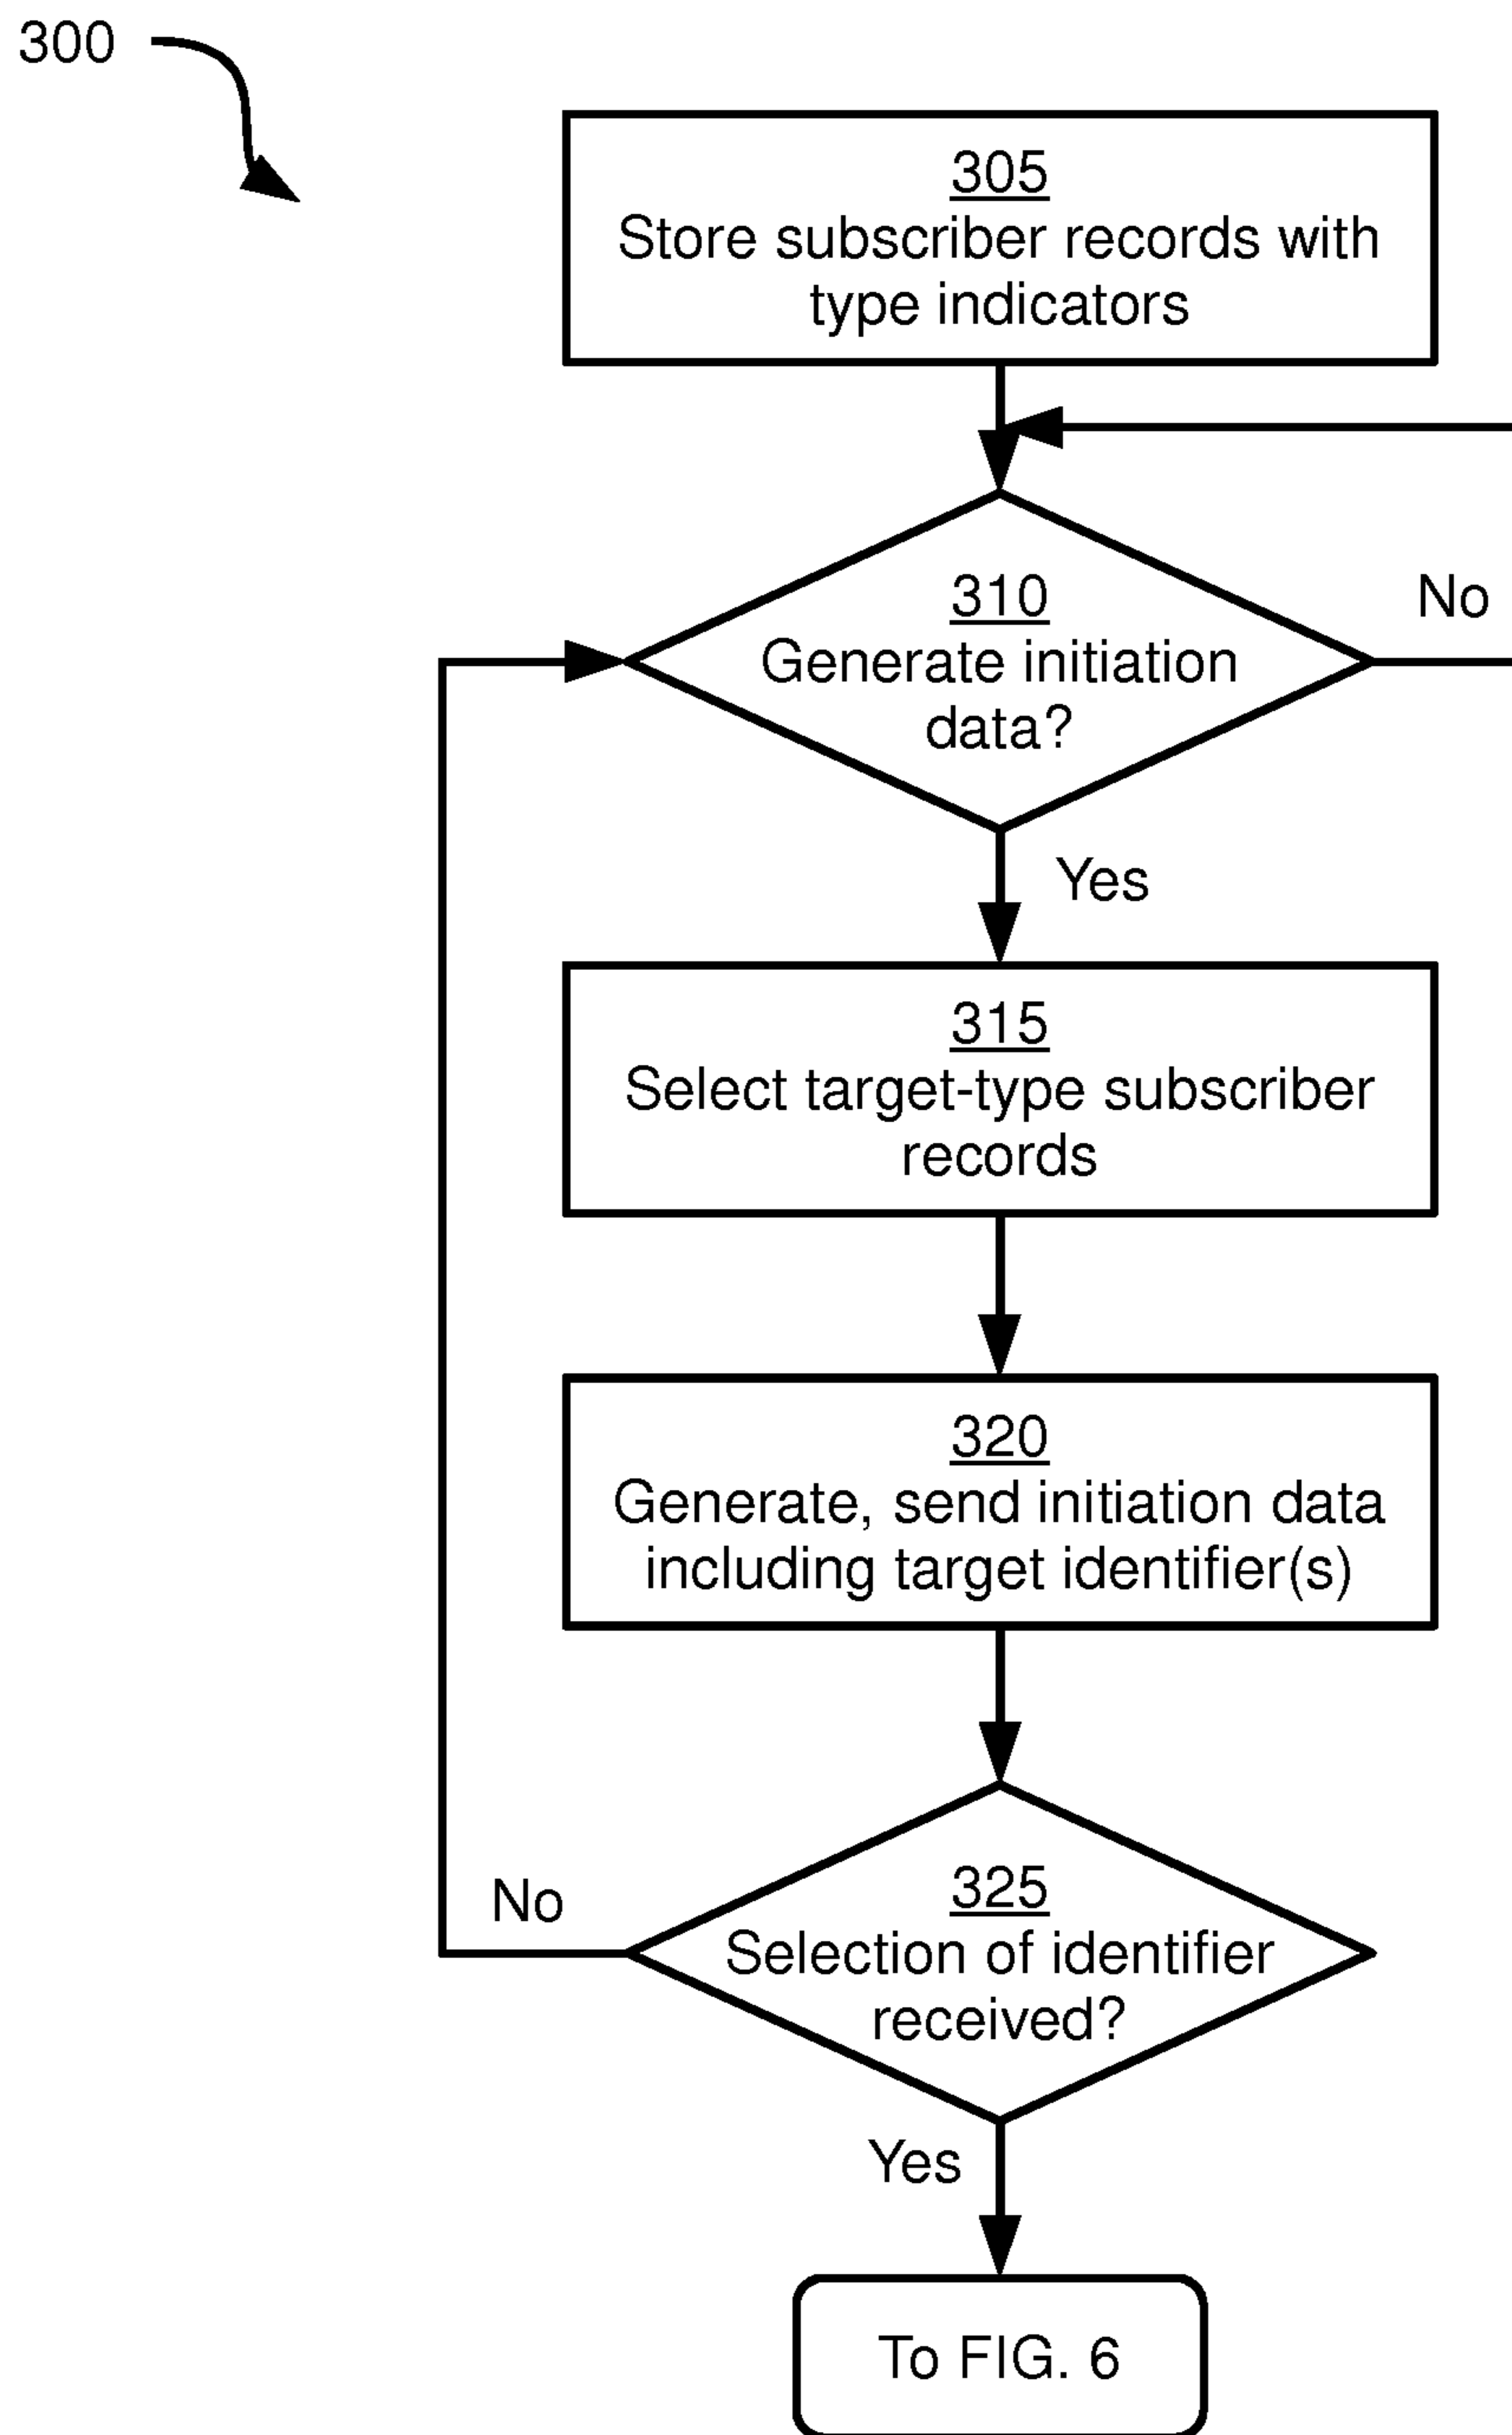 300
305
Store subscriber records with
type indicators
310
Generate initiation
data?
No
Yes
315
Select target-type subscriber
records
320
Generate, send initiation data
including target identifier(s)
325
Selection of identifier
received?
No
Yes
To FIG. 6